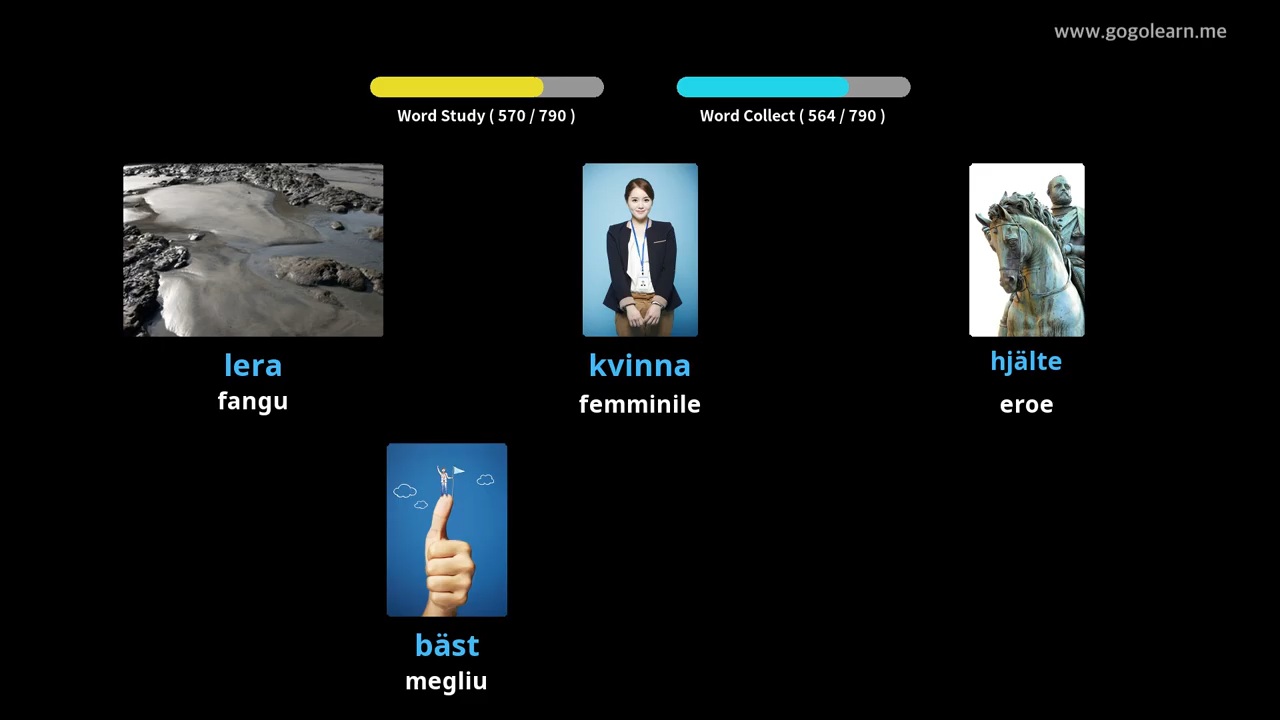 www.gogolearn.me
Word Study ( 570 / 790 )
Word Collect ( 564 / 790 )
lera
fangu
kvinna
femminile
hjälte
eroe
bäst
megliu